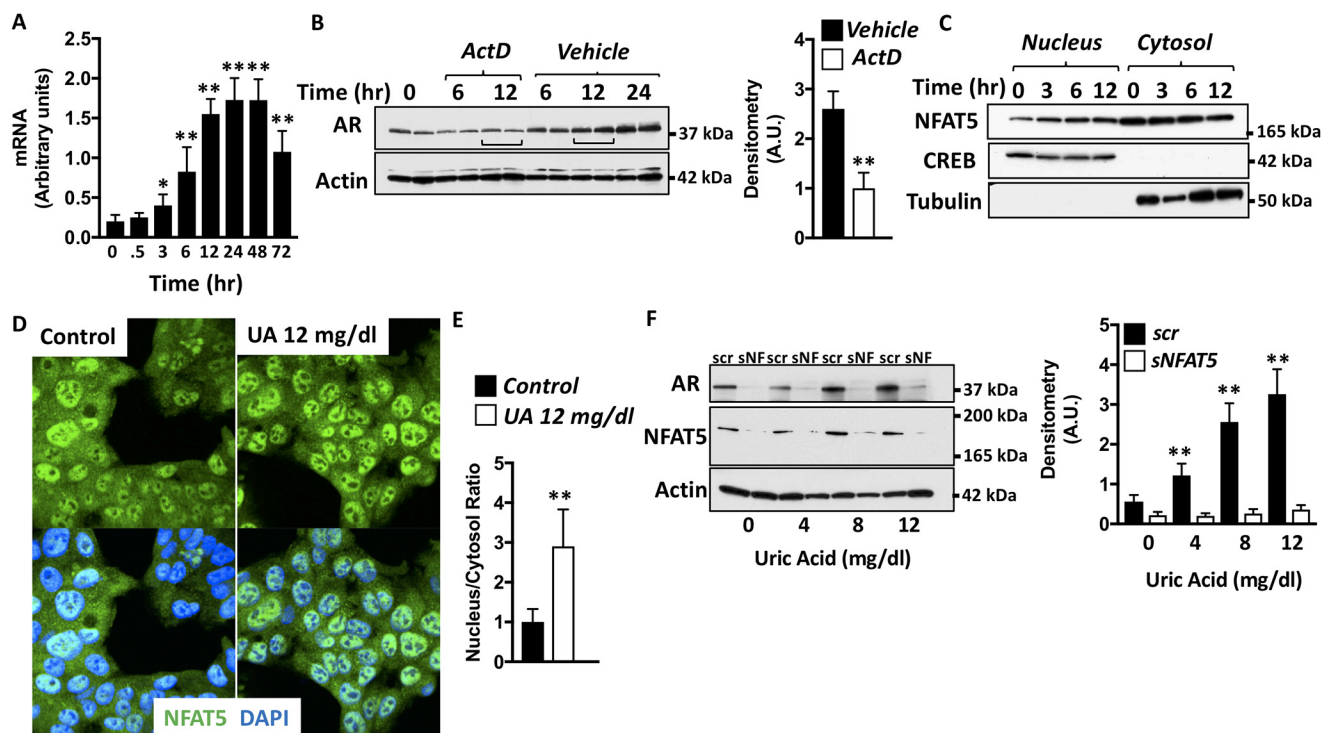 A
mRNA
(Arbitrary units)
2.5
2.0
1.5
1.0
0.5
0.0
* ** ** ** ** **
0 .5 3 6 12 24 48 72
Time (hr)
B
ActD Vehicle
Time (hr) 0 6 12 6 12 24
AR
37 kDa
Actin
42 kDa
Vehicle
ActD
Densitometry
(A.U.)
4
3
2
1
0
**
C
Nucleus Cytosol
Time (hr) 0 3 6 12 0 3 6 12
NFAT5
165 kDa
CREB
42 kDa
Tubulin
50 kDa
D
Control
UA 12 mg/dl
NFAT5 DAPI
E
Control
UA 12 mg/dl
Nucleus/Cytosol Ratio
5
4
3
2
1
0
**
F
scr sNF scr sNF scr sNF scr sNF
AR
37 kDa
200 kDa
NFAT5
165 kDa
Actin
42 kDa
0 4 8 12
Uric Acid (mg/dl)
Densitometry
(A.U.)
5
4
3
2
1
0
scr
sNFAT5
** ** **
0 4 8 12
Uric Acid (mg/dl)